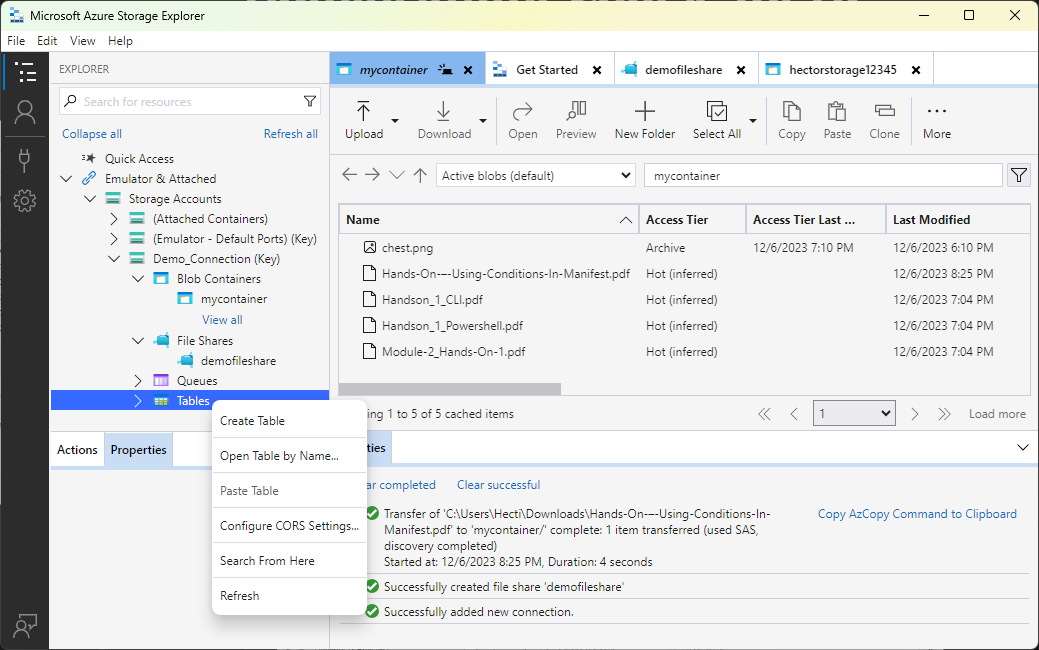 Microsoft Azure Storage Explorer
File Edit View Help
EXPLORER
Search for resources
Collapse all Refresh all
Quick Access
Emulator & Attached
Storage Accounts
(Attached Containers)
(Emulator - Default Ports) (Key)
Demo_Connection (Key)
Blob Containers
mycontainer
View all
File Shares
demofileshare
Queues
Tables
Create Table
Open Table by Name...
Paste Table
Configure CORS Settings...
Search From Here
Refresh
Actions Properties
mycontainer Get Started demofileshare hectorstorage12345
Upload Download Open Preview New Folder Select All Copy Paste Clone More
Active blobs (default) mycontainer
Name Access Tier Access Tier Last ... Last Modified
chest.png Archive 12/6/2023 7:10 PM 12/6/2023 6:10 PM
Hands-On-–-Using-Conditions-In-Manifest.pdf Hot (inferred) 12/6/2023 8:25 PM
Handson_1_CLI.pdf Hot (inferred) 12/6/2023 7:04 PM
Handson_1_Powershell.pdf Hot (inferred) 12/6/2023 7:04 PM
Module-2_Hands-On-1.pdf Hot (inferred) 12/6/2023 7:04 PM
ing 1 to 5 of 5 cached items 1 Load more
ties
ar completed Clear successful
Transfer of 'C:\Users\Hecti\Downloads\Hands-On-–-Using-Conditions-In- Copy AzCopy Command to Clipboard
Manifest.pdf' to 'mycontainer/' complete: 1 item transferred (used SAS,
discovery completed)
Started at: 12/6/2023 8:25 PM, Duration: 4 seconds
Successfully created file share 'demofileshare'
Successfully added new connection.